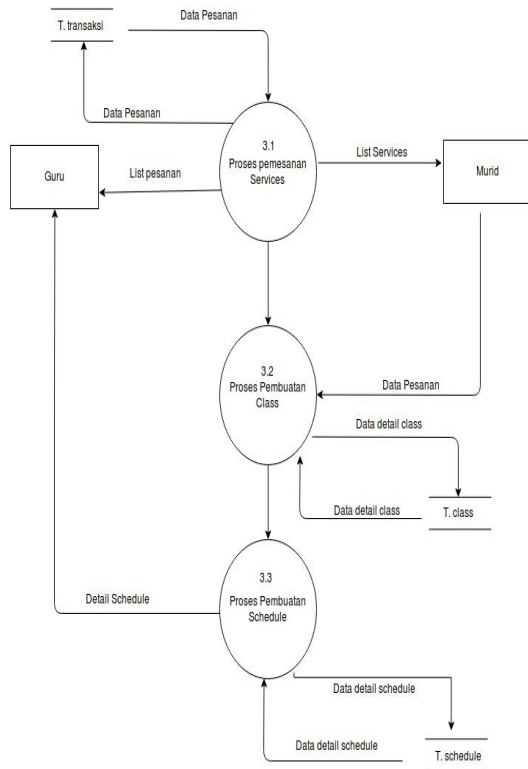 Data Pesanan
T. transaksi
Data Pesanan
3.1
Proses pemesanan
Services
List Services
List pesanan
Guru
Murid
3.2
Proses Pembuatan
Class
Data Pesanan
Data detail class
Data detail class
T. class
3.3
Proses Pembuatan
Schedule
Detail Schedule
Data detail schedule
Data detail schedule
T. schedule